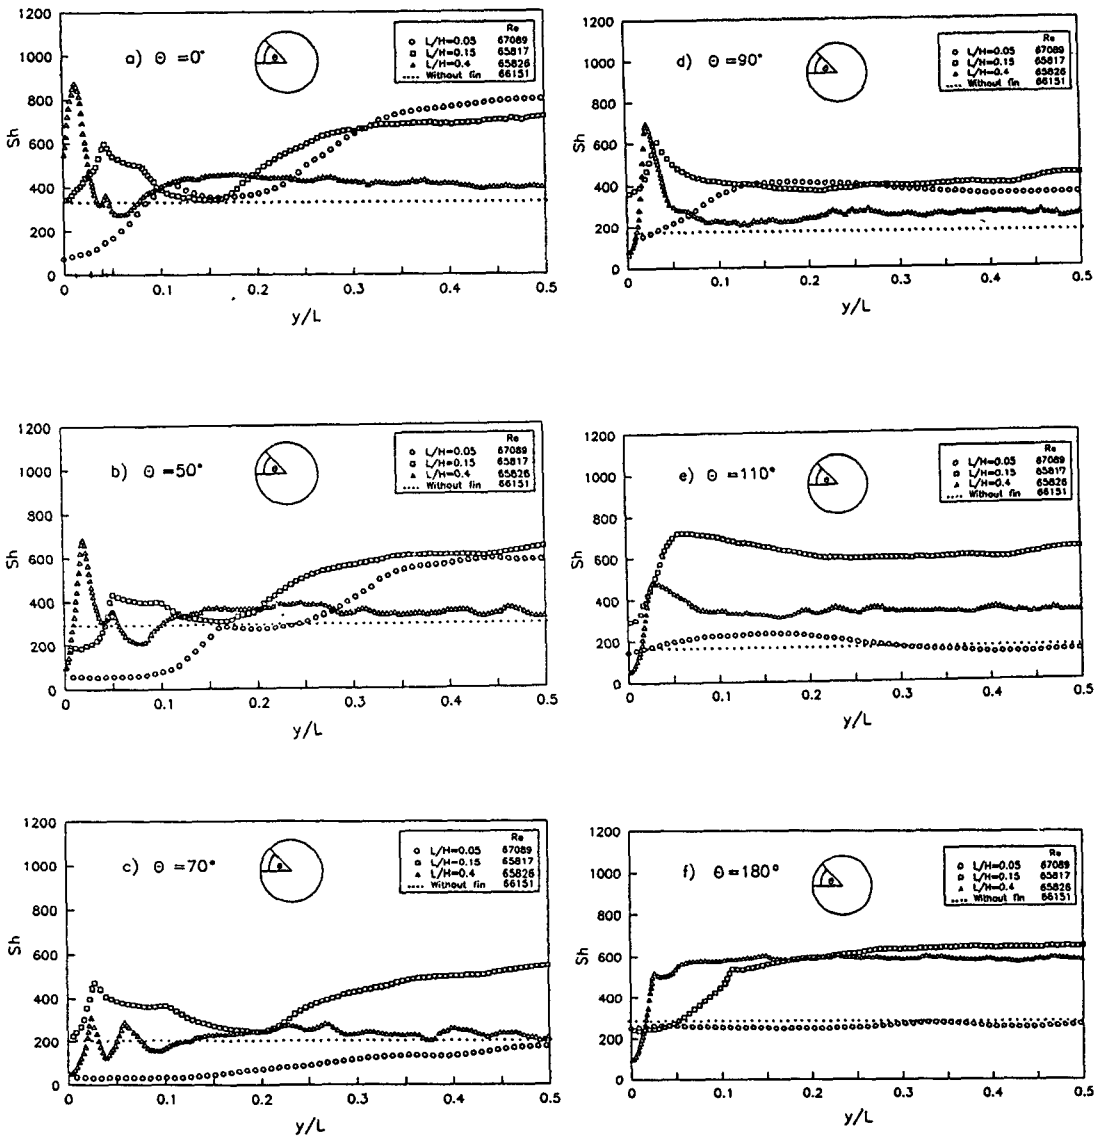 a) Θ = 0°
Re
L/H=0.05 67089
L/H=0.15 65817
L/H=0.4 65826
Without fin 66151
θ
Sh
1200
1000
800
600
400
200
0
0 0.1 0.2 0.3 0.4 0.5
y/L
b) Θ = 50°
Re
L/H=0.05 67089
L/H=0.15 65817
L/H=0.4 65826
Without fin 66151
θ
Sh
1200
1000
800
600
400
200
0
0 0.1 0.2 0.3 0.4 0.5
y/L
c) Θ = 70°
Re
L/H=0.05 67089
L/H=0.15 65817
L/H=0.4 65826
Without fin 66151
θ
Sh
1200
1000
800
600
400
200
0
0 0.1 0.2 0.3 0.4 0.5
y/L
d) Θ = 90°
Re
L/H=0.05 67089
L/H=0.15 65817
L/H=0.4 65826
Without fin 66151
θ
Sh
1200
1000
800
600
400
200
0
0 0.1 0.2 0.3 0.4 0.5
y/L
e) Θ = 110°
Re
L/H=0.05 67089
L/H=0.15 65817
L/H=0.4 65826
Without fin 66151
θ
Sh
1200
1000
800
600
400
200
0
0 0.1 0.2 0.3 0.4 0.5
y/L
f) Θ = 180°
Re
L/H=0.05 67089
L/H=0.15 65817
L/H=0.4 65826
Without fin 66151
θ
Sh
1200
1000
800
600
400
200
0
0 0.1 0.2 0.3 0.4 0.5
y/L